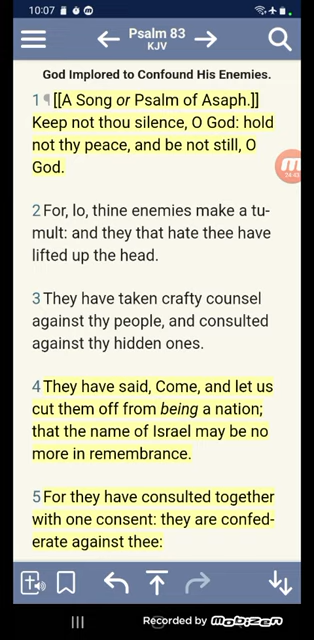 10:07
Psalm 83
KJV
God Implored to Confound His Enemies.
1 ¶ [[A Song or Psalm of Asaph.]]
Keep not thou silence, O God: hold
not thy peace, and be not still, O
God.
2 For, lo, thine enemies make a tu-
mult: and they that hate thee have
lifted up the head.
3 They have taken crafty counsel
against thy people, and consulted
against thy hidden ones.
4 They have said, Come, and let us
cut them off from being a nation;
that the name of Israel may be no
more in remembrance.
5 For they have consulted together
with one consent: they are confed-
erate against thee:
Recorded by mobizen